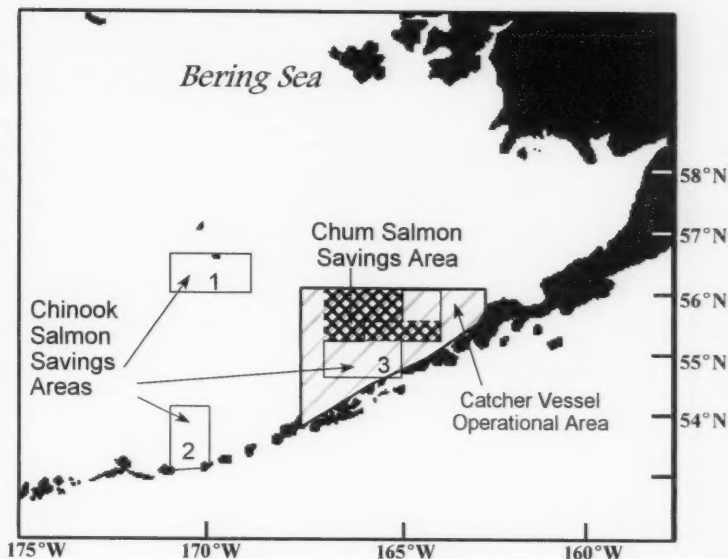 Bering Sea
58°N
57°N
Chum Salmon
Savings Area
1
56°N
Chinook
Salmon
Savings
Areas
55°N
3
Catcher Vessel
Operational Area
54°N
2
175°W
170°W
165°W
160°W